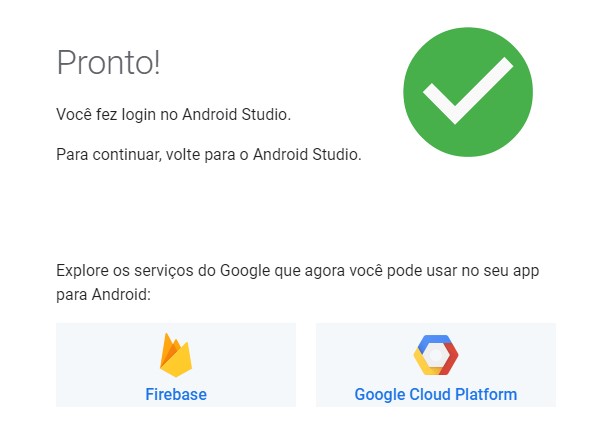 Pronto!
Você fez login no Android Studio.
Para continuar, volte para o Android Studio.
Explore os serviços do Google que agora você pode usar no seu app
para Android:
Firebase
Google Cloud Platform